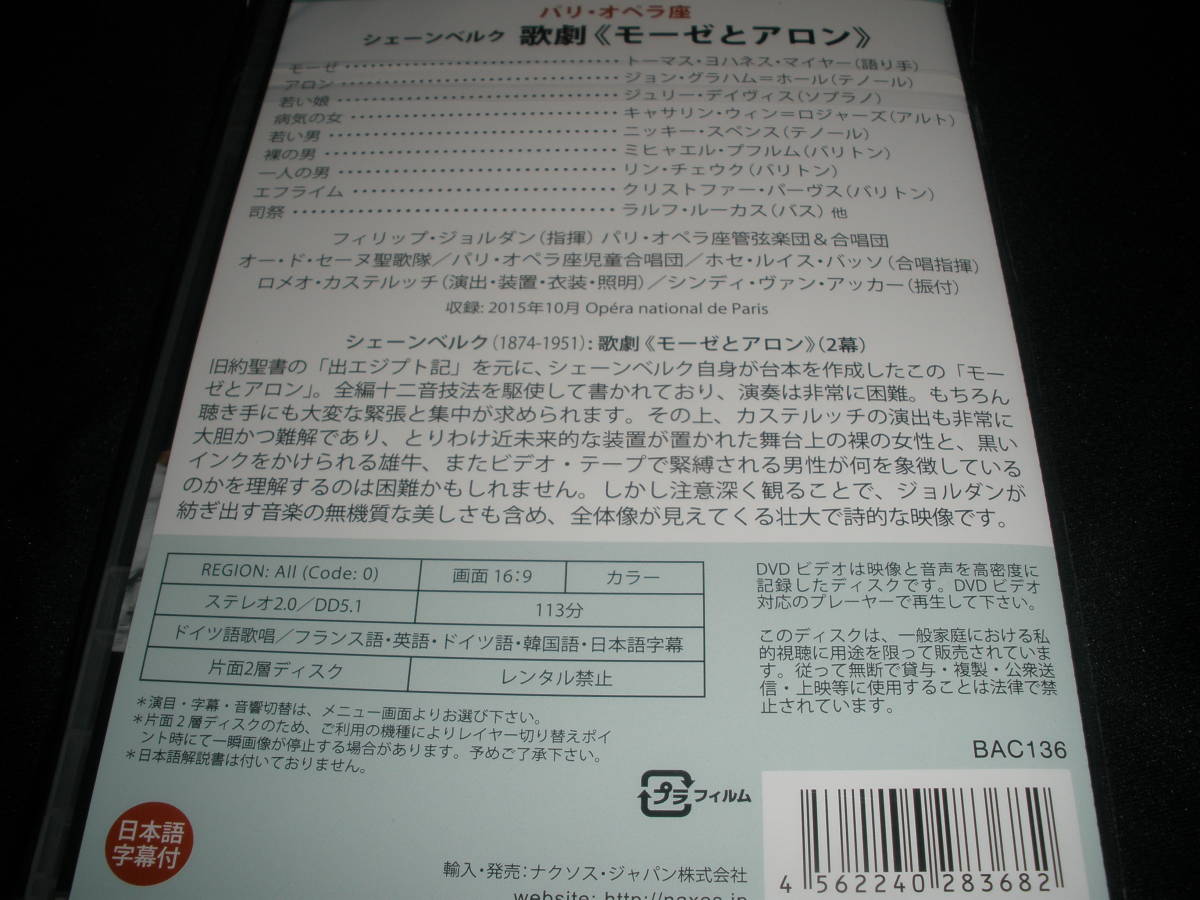 パリ・オペラ座
シェーンベルク 歌劇《モーゼとアロン》
モーゼ‥‥‥‥‥‥‥‥‥‥‥‥‥トーマス・ヨハネス・マイヤー(語り手)
アロン‥‥‥‥‥‥‥‥‥‥‥‥‥ジョン・グラハム=ホール(テノール)
若い娘‥‥‥‥‥‥‥‥‥‥‥‥‥ジュリー・デイヴィス(ソプラノ)
病気の女‥‥‥‥‥‥‥‥‥‥‥‥キャサリン・ウィン=ロジャーズ(アルト)
若い男‥‥‥‥‥‥‥‥‥‥‥‥‥ニッキー・スペンス(テノール)
裸の男‥‥‥‥‥‥‥‥‥‥‥‥‥ミヒャエル・プフルム(バリトン)
一人の男‥‥‥‥‥‥‥‥‥‥‥‥リン・チェウク(バリトン)
エフライム‥‥‥‥‥‥‥‥‥‥‥クリストファー・パーヴス(バリトン)
司祭‥‥‥‥‥‥‥‥‥‥‥‥‥‥ラルフ・ルーカス(バス) 他
フィリップ・ジョルダン(指揮) パリ・オペラ座管弦楽団&合唱団
オー・ド・セーヌ聖歌隊/パリ・オペラ座児童合唱団/ホセ・ルイス・バッソ(合唱指揮)
ロメオ・カステルッチ(演出・装置・衣装・照明)/シンディ・ヴァン・アッカー(振付)
収録: 2015年10月 Opéra national de Paris
シェーンベルク(1874-1951): 歌劇《モーゼとアロン》(2幕)
旧約聖書の「出エジプト記」を元に、シェーンベルク自身が台本を作成したこの「モー
ゼとアロン」。全編十二音技法を駆使して書かれており、演奏は非常に困難。もちろん
聴き手にも大変な緊張と集中が求められます。その上、カステルッチの演出も非常に
大胆かつ難解であり、とりわけ近未来的な装置が置かれた舞台上の裸の女性と、黒い
インクをかけられる雄牛、またビデオ・テープで緊縛される男性が何を象徴している
のかを理解するのは困難かもしれません。しかし注意深く観ることで、ジョルダンが
紡ぎ出す音楽の無機質な美しさも含め、全体像が見えてくる壮大で詩的な映像です。
REGION: All (Code: 0) 画面 16:9 カラー
ステレオ2.0/DD5.1 113分
ドイツ語歌唱/フランス語・英語・ドイツ語・韓国語・日本語字幕
片面2層ディスク レンタル禁止
*演目・字幕・音響切替は、メニュー画面よりお選び下さい。
*片面2層ディスクのため、ご利用の機種によりレイヤー切り替えポイ
ント時にて一瞬画像が停止する場合があります。予めご了承下さい。
*日本語解説書は付いておりません。
DVD ビデオは映像と音声を高密度に
記録したディスクです。DVD ビデオ
対応のプレーヤーで再生して下さい。
このディスクは、一般家庭における私
的視聴に用途を限って販売されていま
す。従って無断で貸与・複製・公衆送
信・上映等に使用することは法律で禁
止されています。
BAC136
プラ フィルム
日本語
字幕付
輸入・発売: ナクソス・ジャパン株式会社
website: http://naxos.jp
4 562240 283682